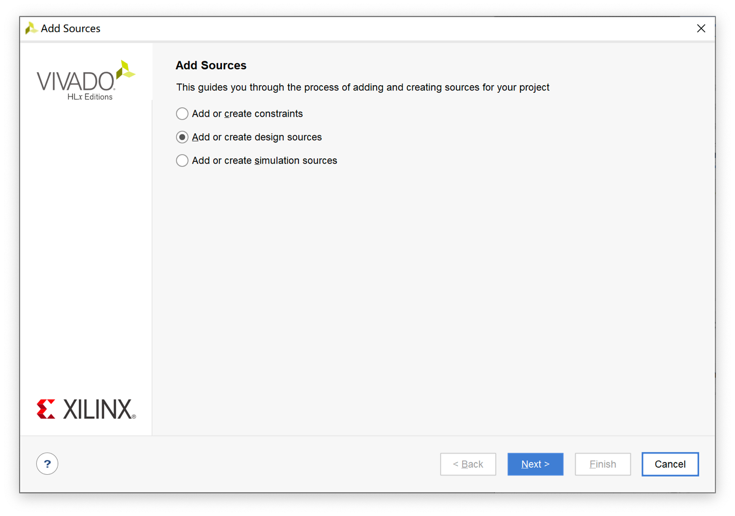 Add Sources
VIVADO
HLx Editions
Add Sources
This guides you through the process of adding and creating sources for your project
Add or create constraints
Add or create design sources
Add or create simulation sources
XILINX®
?
< Back
Next >
Finish
Cancel